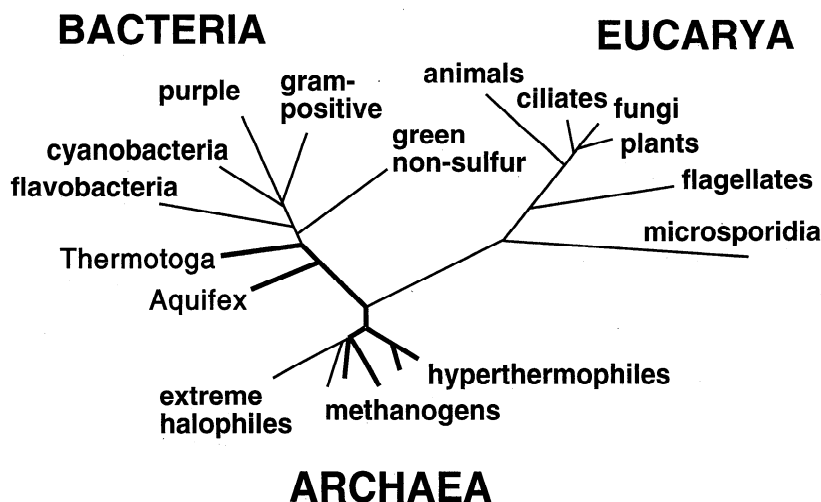 BACTERIA
EUCARYA
purple
gram-
positive
animals
ciliates
fungi
plants
cyanobacteria
green
non-sulfur
flavobacteria
flagellates
microsporidia
Thermotoga
Aquifex
hyperthermophiles
extreme
halophiles
methanogens
ARCHAEA